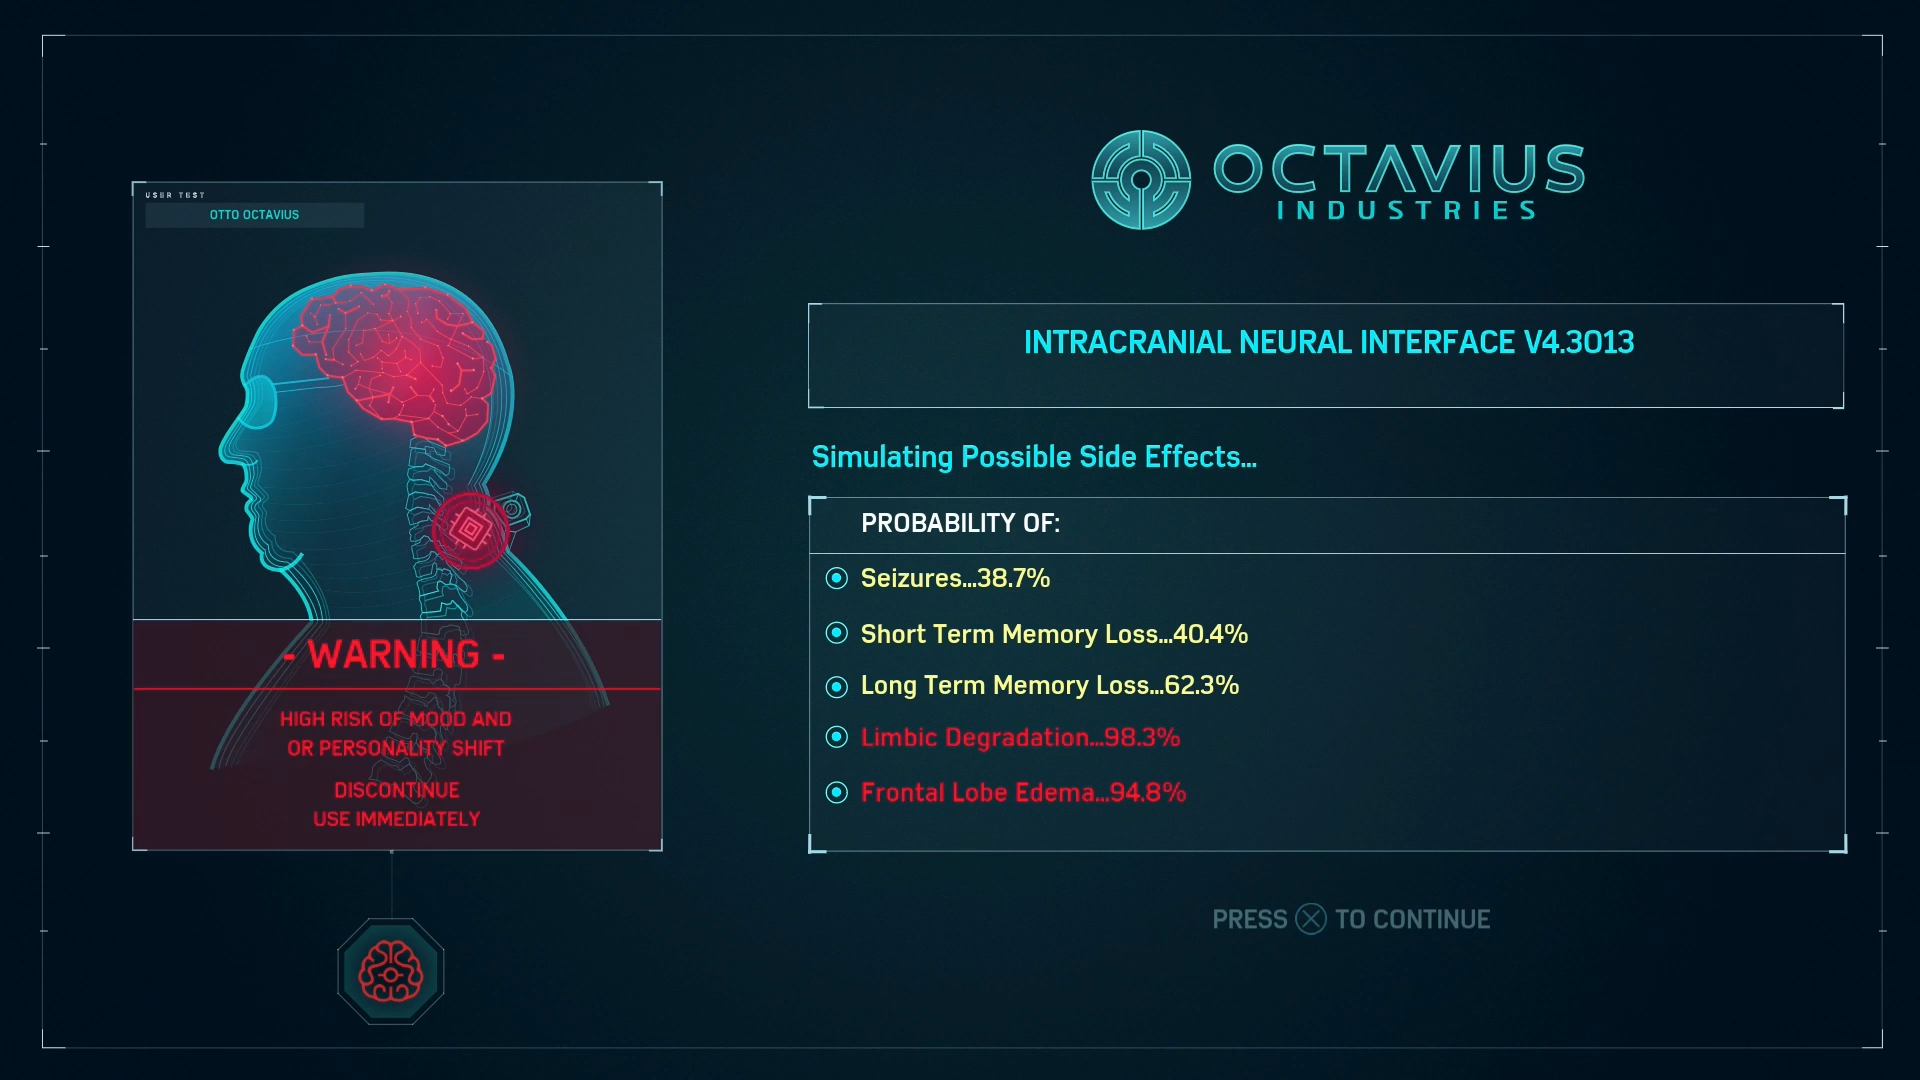 USER TEST
OTTO OCTAVIUS
- WARNING -
HIGH RISK OF MOOD AND
OR PERSONALITY SHIFT
DISCONTINUE
USE IMMEDIATELY
OCTAVIUS
INDUSTRIES
INTRACRANIAL NEURAL INTERFACE V4.3013
Simulating Possible Side Effects...
PROBABILITY OF:
Seizures...38.7%
Short Term Memory Loss...40.4%
Long Term Memory Loss...62.3%
Limbic Degradation...98.3%
Frontal Lobe Edema...94.8%
PRESS TO CONTINUE